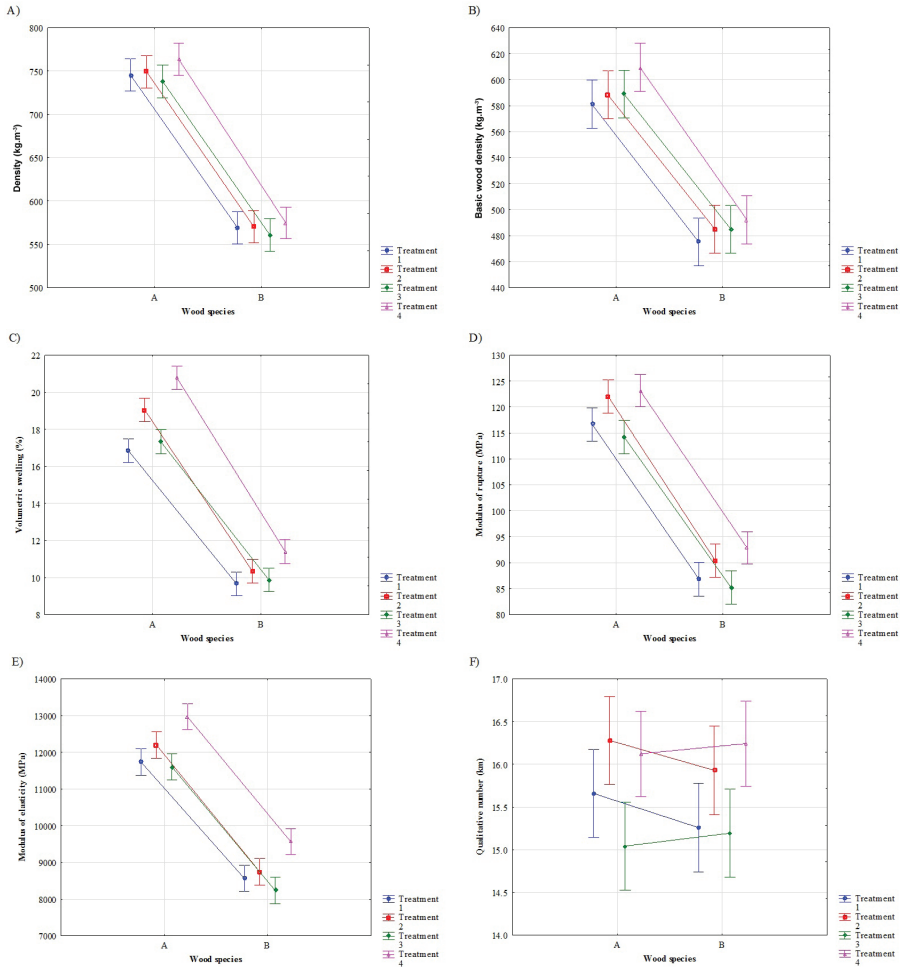 A)
800
750
700
650
600
550
500
Density (kg.m⁻³)
A
B
Wood species
Treatment
1
Treatment
2
Treatment
3
Treatment
4
B)
640
620
600
580
560
540
520
500
480
460
440
Basic wood density (kg.m⁻³)
A
B
Wood species
Treatment
1
Treatment
2
Treatment
3
Treatment
4
C)
22
20
18
16
14
12
10
8
Volumetric swelling (%)
A
B
Wood species
Treatment
1
Treatment
2
Treatment
3
Treatment
4
D)
130
125
120
115
110
105
100
95
90
85
80
Modulus of rupture (MPa)
A
B
Wood species
Treatment
1
Treatment
2
Treatment
3
Treatment
4
E)
14000
13000
12000
11000
10000
9000
8000
7000
Modulus of elasticity (MPa)
A
B
Wood species
Treatment
1
Treatment
2
Treatment
3
Treatment
4
F)
17.0
16.5
16.0
15.5
15.0
14.5
14.0
Qualitative number (km)
A
B
Wood species
Treatment
1
Treatment
2
Treatment
3
Treatment
4